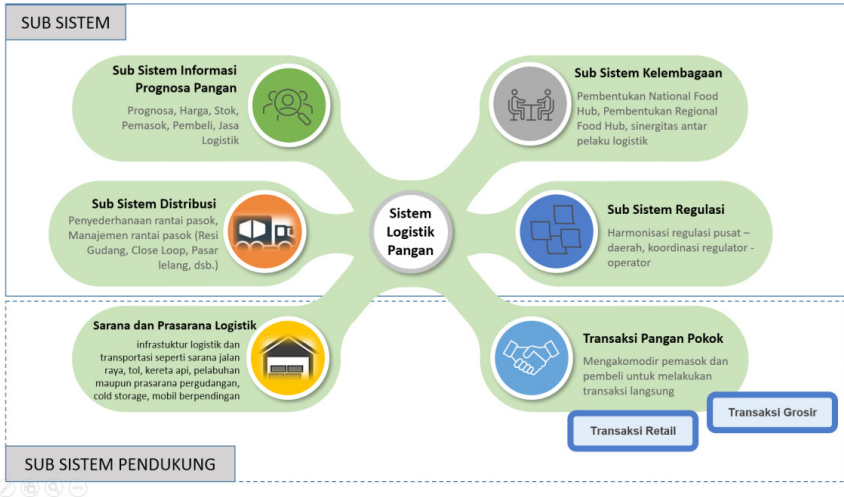 SUB SISTEM
Sub Sistem Informasi
Prognosa Pangan
Prognosa, Harga, Stok,
Pemasok, Pembeli, Jasa
Logistik
Sub Sistem Kelembagaan
Pembentukan National Food
Hub, Pembentukan Regional
Food Hub, sinergitas antar
pelaku logistik
Sub Sistem Distribusi
Penyederhanaan rantai pasok,
Manajemen rantai pasok (Resi
Gudang, Close Loop, Pasar
lelang, dsb.)
Sistem
Logistik
Pangan
Sub Sistem Regulasi
Harmonisasi regulasi pusat –
daerah, koordinasi regulator -
operator
Sarana dan Prasarana Logistik
infrastuktur logistik dan
transportasi seperti sarana jalan
raya, tol, kereta api, pelabuhan
maupun prasarana pergudangan,
cold storage, mobil berpendingan
Transaksi Pangan Pokok
Mengakomodir pemasok dan
pembeli untuk melakukan
transaksi langsung
Transaksi Grosir
Transaksi Retail
SUB SISTEM PENDUKUNG